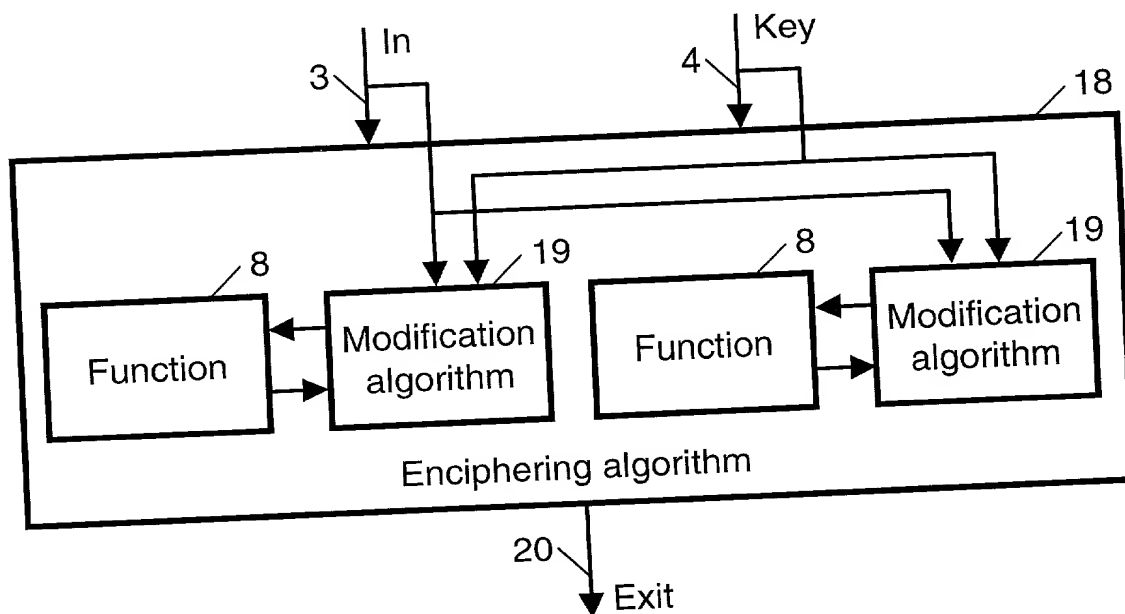 In
Key
3
4
18
8
19
8
19
Function
Modification
algorithm
Function
Modification
algorithm
Enciphering algorithm
20
Exit